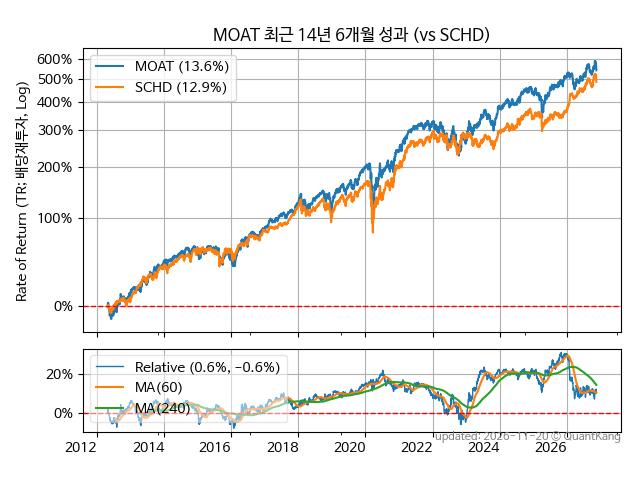 MOAT 최근 14년 6개월 성과 (vs SCHD)
Rate of Return (TR; 배당재투자, Log)
600%
500%
400%
300%
200%
100%
0%
MOAT (13.6%)
SCHD (12.9%)
20%
0%
Relative (0.6%, −0.6%)
MA(60)
MA(240)
2012 2014 2016 2018 2020 2022 2024 2026
updated: 2026-11-20 © QuantKang